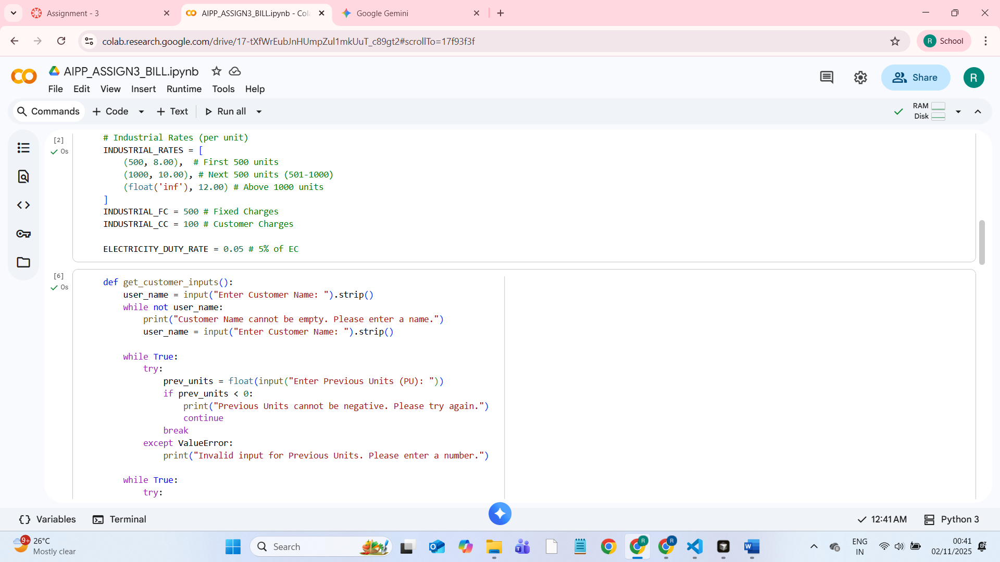 Assignment - 3
AIPP_ASSIGN3_BILL.ipynb - Cola
Google Gemini
colab.research.google.com/drive/17-tXfWrEubJnHUmpZul1mkUuT_c89gt2#scrollTo=17f93f3f
R School
AIPP_ASSIGN3_BILL.ipynb
File Edit View Insert Runtime Tools Help
Share
R
Commands + Code + Text Run all
RAM
Disk
[2]
0s
# Industrial Rates (per unit)
INDUSTRIAL_RATES = [
    (500, 8.00),  # First 500 units
    (1000, 10.00), # Next 500 units (501-1000)
    (float('inf'), 12.00) # Above 1000 units
]
INDUSTRIAL_FC = 500 # Fixed Charges
INDUSTRIAL_CC = 100 # Customer Charges
ELECTRICITY_DUTY_RATE = 0.05 # 5% of EC
[6]
0s
def get_customer_inputs():
    user_name = input("Enter Customer Name: ").strip()
    while not user_name:
        print("Customer Name cannot be empty. Please enter a name.")
        user_name = input("Enter Customer Name: ").strip()
    while True:
        try:
            prev_units = float(input("Enter Previous Units (PU): "))
            if prev_units < 0:
                print("Previous Units cannot be negative. Please try again.")
                continue
            break
        except ValueError:
            print("Invalid input for Previous Units. Please enter a number.")
    while True:
        try:
{} Variables Terminal
12:41 AM Python 3
9+
26°C
Mostly clear
Search
R
R
ENG
IN
00:41
02/11/2025